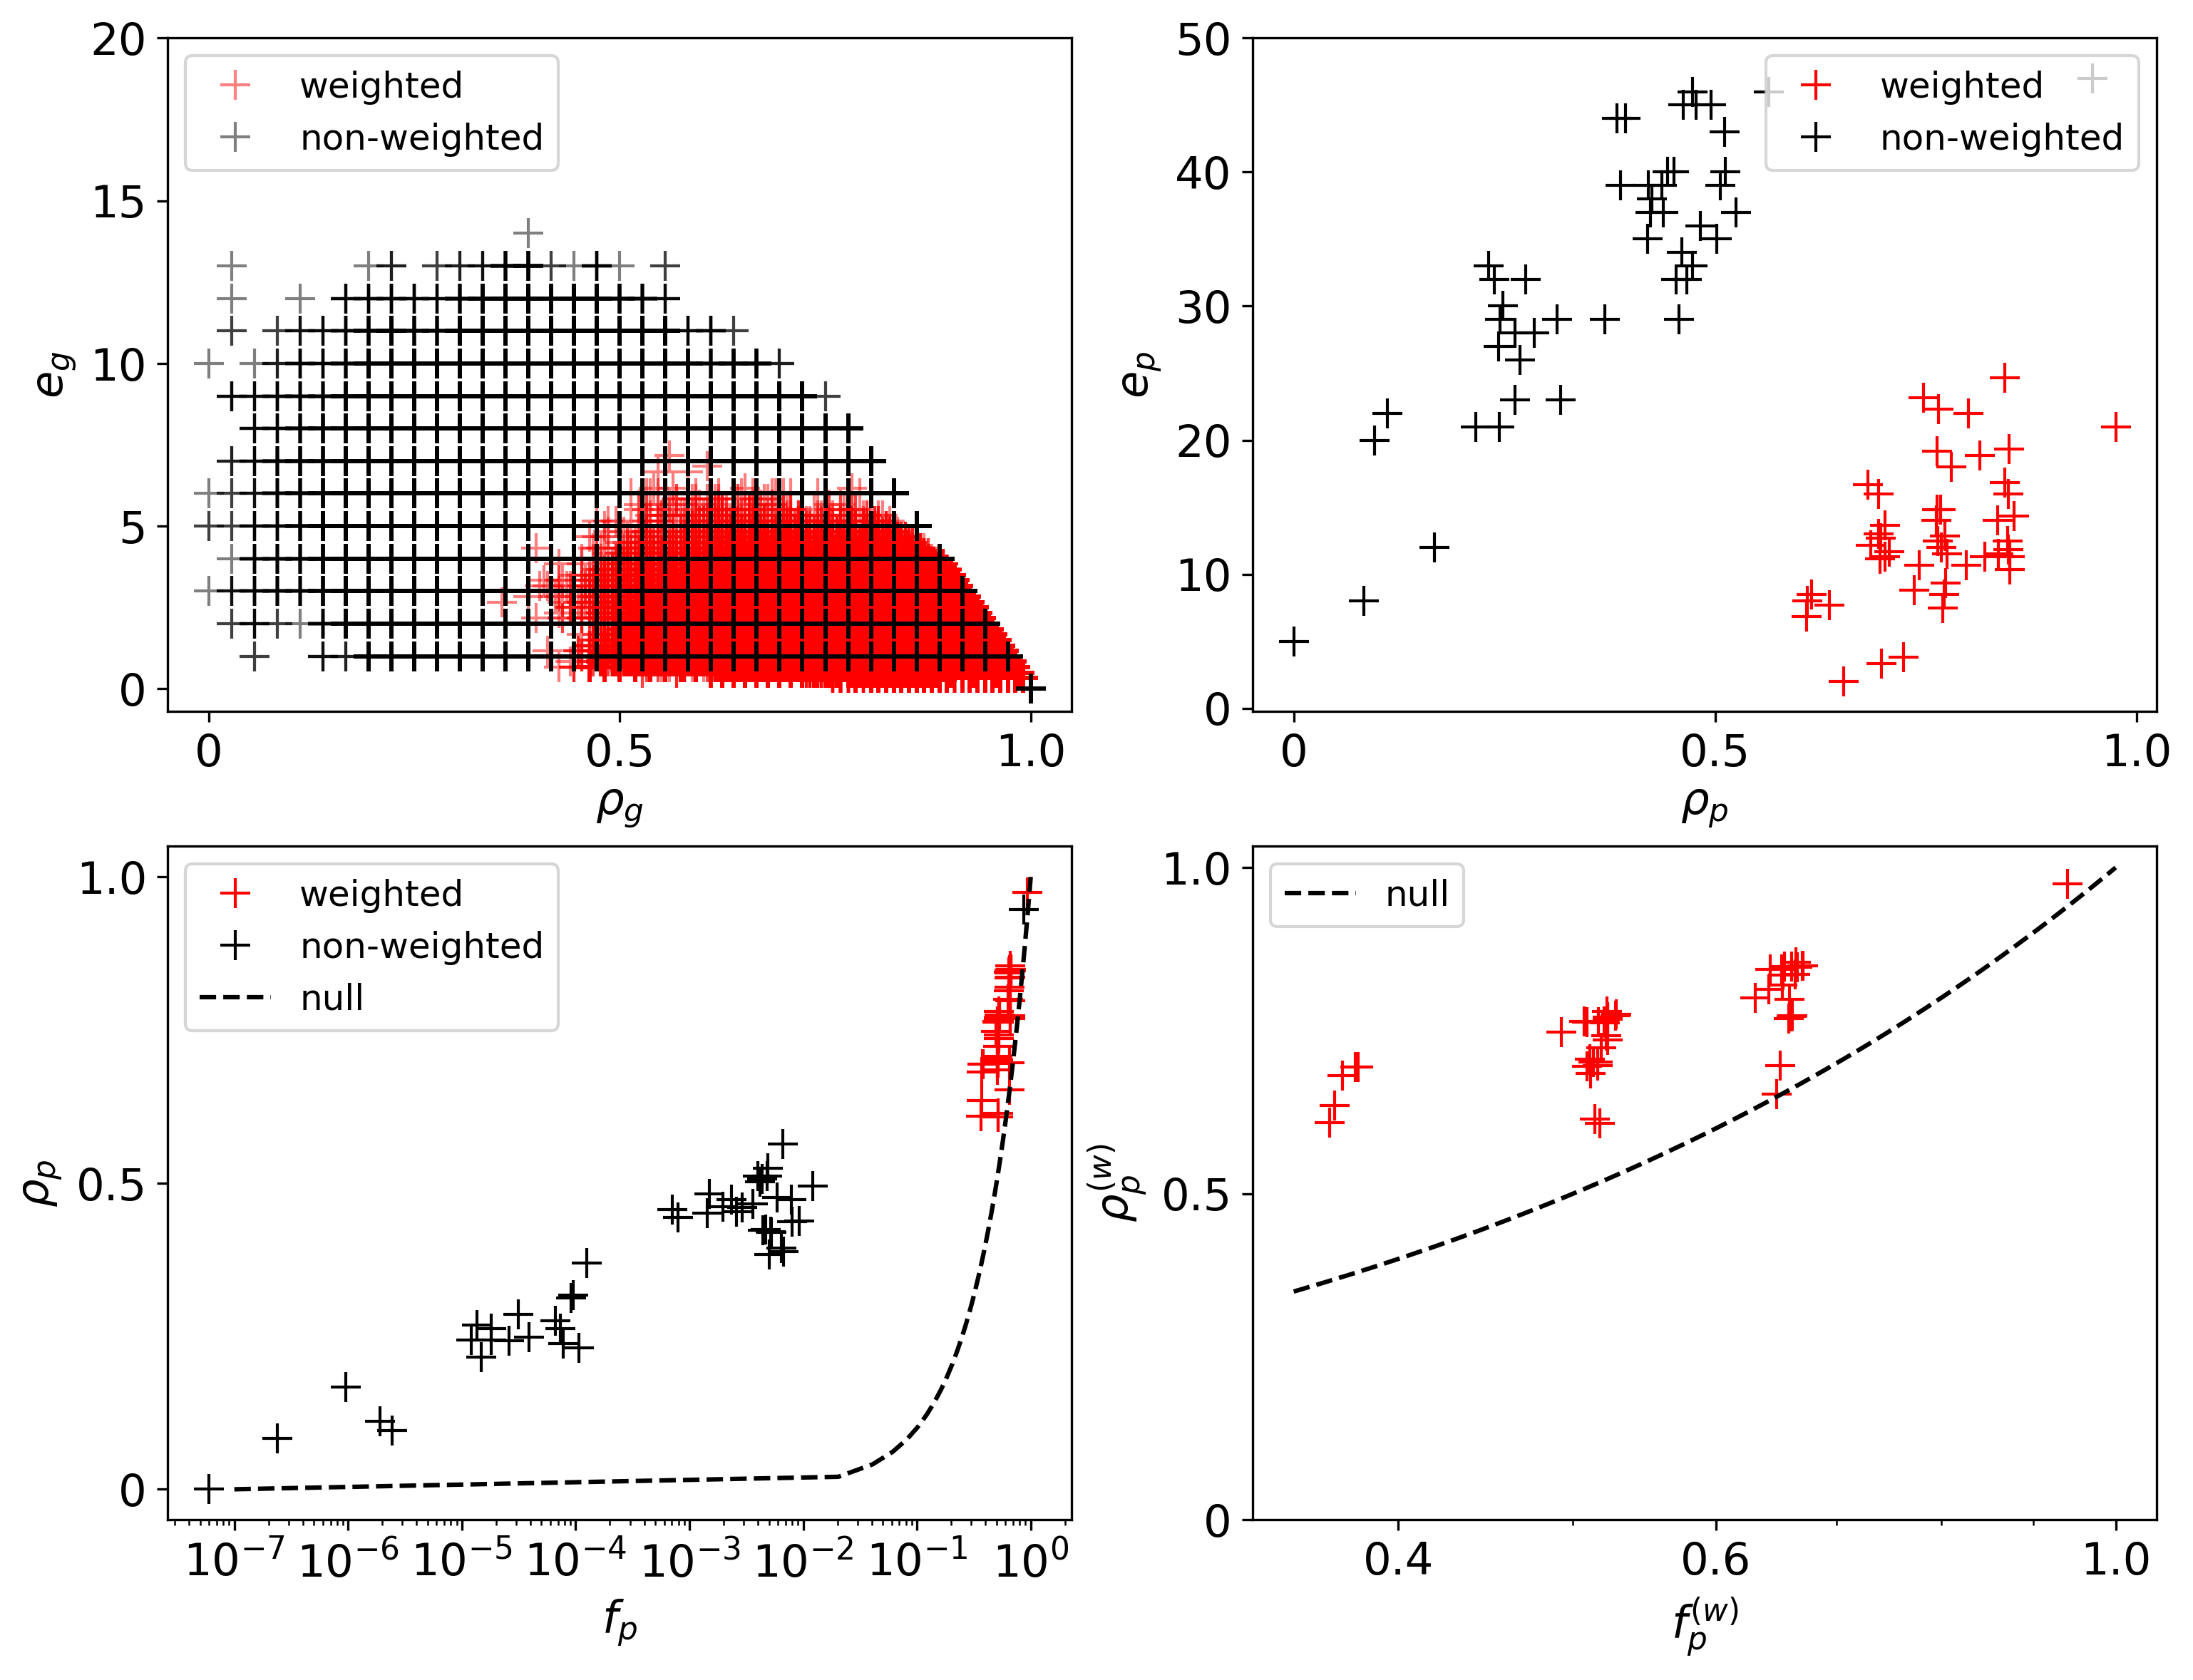 20
15
10
5
0
e_g
weighted
non-weighted
0 0.5 1.0
ρ_g
50
40
30
20
10
0
e_p
weighted
non-weighted
0 0.5 1.0
ρ_p
1.0
0.5
0
ρ_p
weighted
non-weighted
null
10^{-7} 10^{-6} 10^{-5} 10^{-4} 10^{-3} 10^{-2} 10^{-1} 10^{0}
f_p
1.0
0.5
0
ρ_p^{(w)}
null
0.4 0.6 1.0
f_p^{(w)}